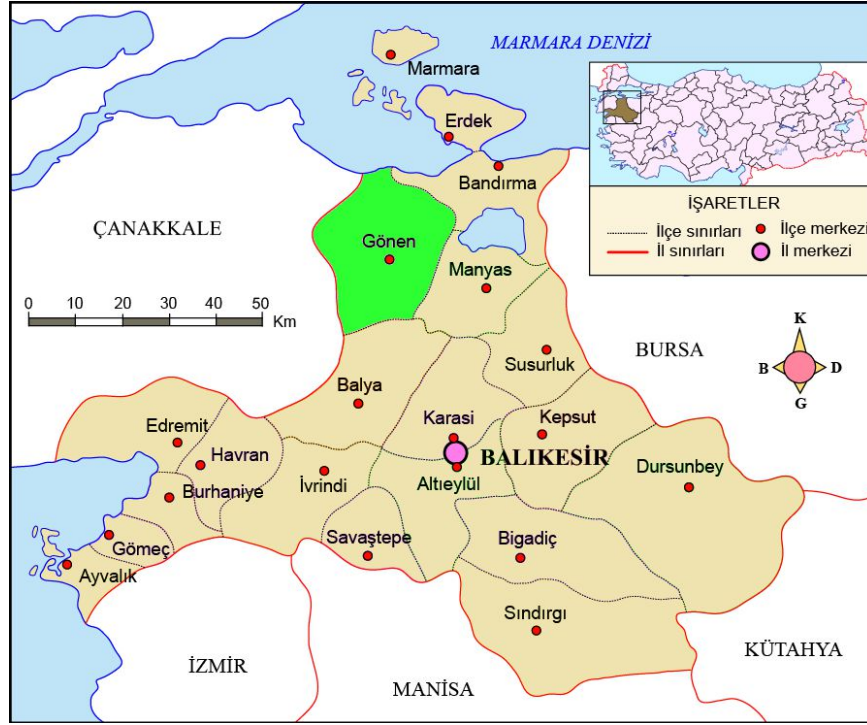 MARMARA DENİZİ
Marmara
Erdek
Bandırma
ÇANAKKALE
Gönen
Manyas
İŞARETLER
İlçe sınırları
İlçe merkezi
İl sınırları
İl merkezi
0 10 20 30 40 50
Km
Susurluk
BURSA
K
B D
G
Balya
Karasi
Kepsut
Edremit
Havran
BALIKESİR
Dursunbey
İvrindi
Altıeylül
Burhaniye
Savaştepe
Bigadiç
Gömeç
Ayvalık
Sındırgı
İZMİR
MANİSA
KÜTAHYA